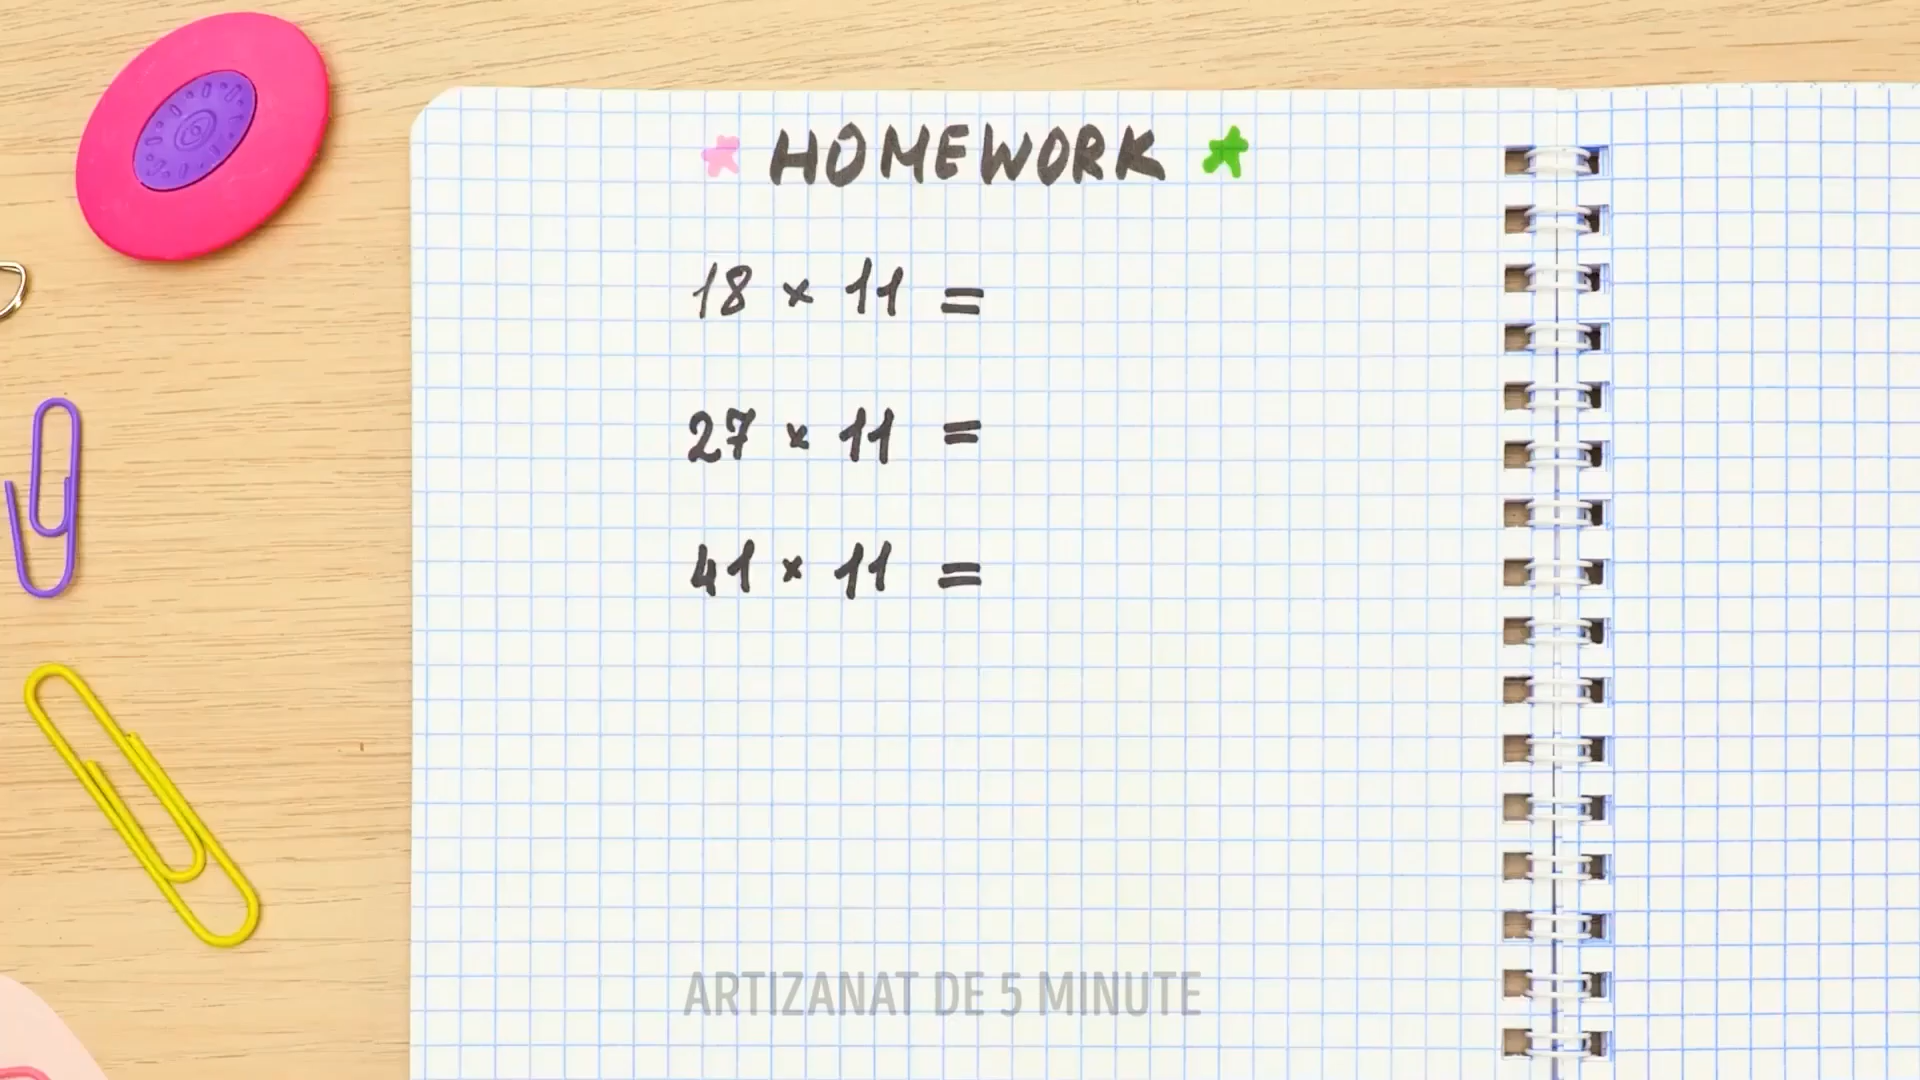 HOMEWORK
18 × 11 =
27 × 11 =
41 × 11 =
ARTIZANAT DE 5 MINUTE